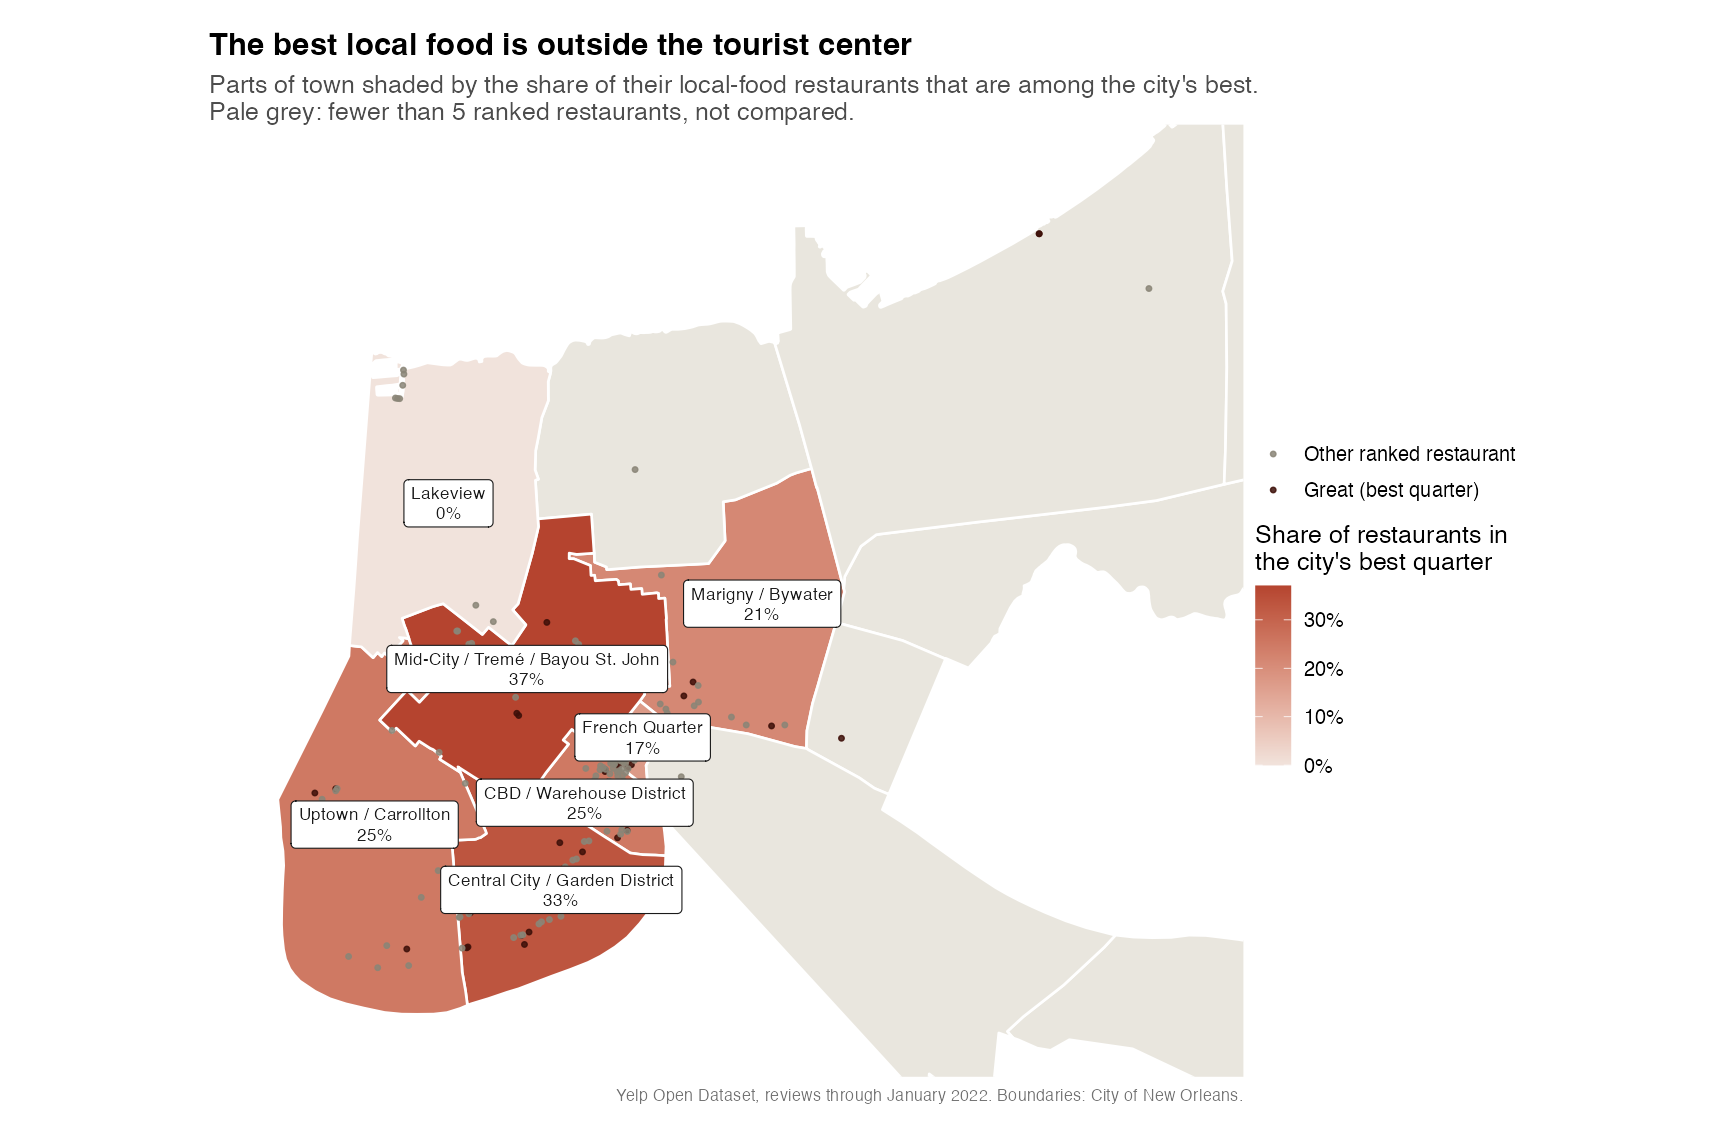 The best local food is outside the tourist center
Parts of town shaded by the share of their local-food restaurants that are among the city's best.
Pale grey: fewer than 5 ranked restaurants, not compared.
Lakeview
0%
Marigny / Bywater
21%
Mid-City / Tremé / Bayou St. John
37%
French Quarter
17%
CBD / Warehouse District
25%
Uptown / Carrollton
25%
Central City / Garden District
33%
Other ranked restaurant
Great (best quarter)
Share of restaurants in
the city's best quarter
30%
20%
10%
0%
Yelp Open Dataset, reviews through January 2022. Boundaries: City of New Orleans.